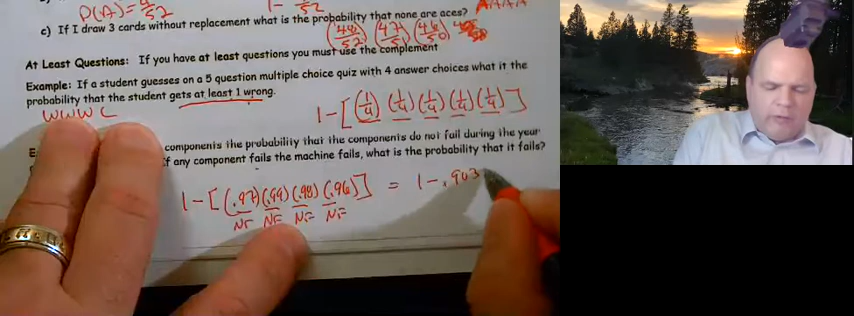 P(A) = 4/52
1 - /52
AAAA
c) If I draw 3 cards without replacement what is the probability that none are aces?
(48/52) (47/51) (46/50)
At Least Questions: If you have at least questions you must use the complement
Example: If a student guesses on a 5 question multiple choice quiz with 4 answer choices what it the
probability that the student gets at least 1 wrong.
WWWC
1 - [(1/4) (1/4) (1/4) (1/4) (1/4)]
components the probability that the components do not fail during the year
if any component fails the machine fails, what is the probability that it fails?
1 - [(.97)(.99)(.98)(.96)] = 1 - .903
NF NF NF NF